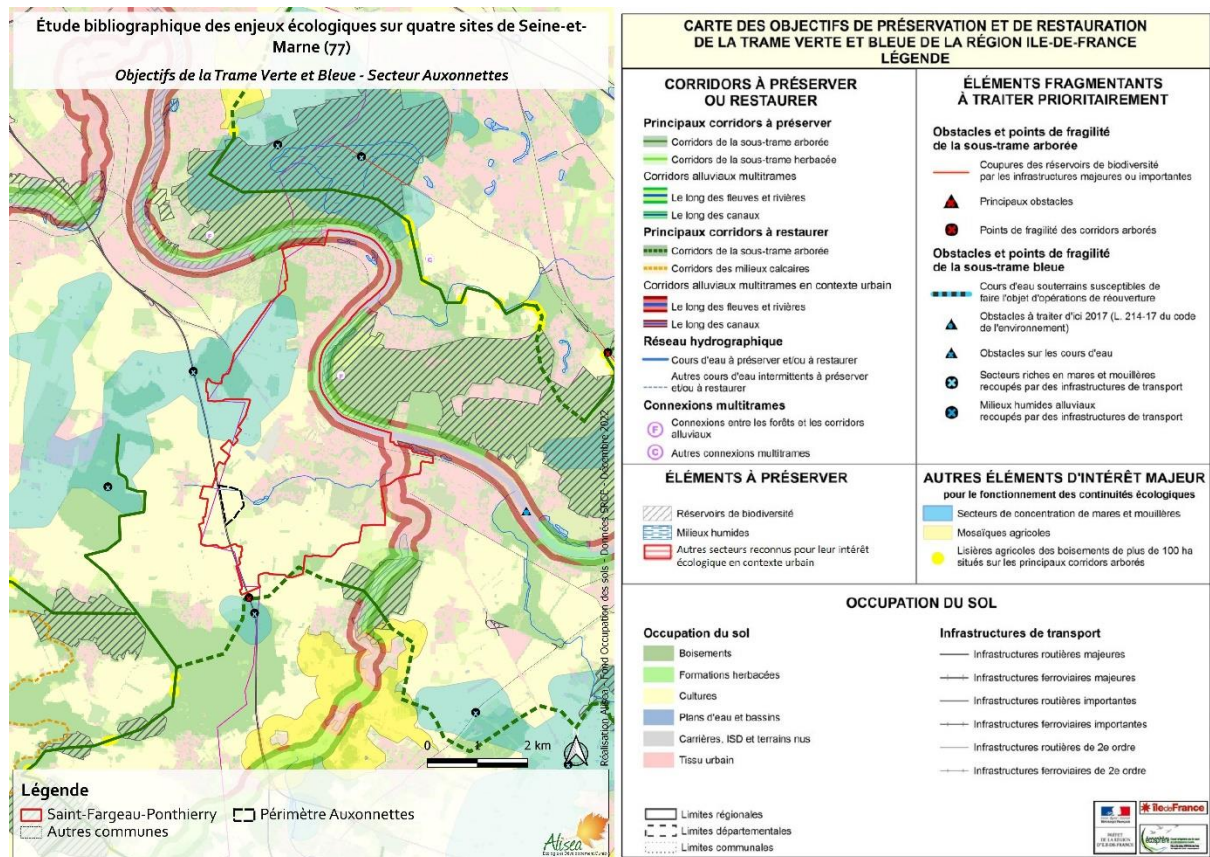 Étude bibliographique des enjeux écologiques sur quatre sites de Seine-et-
Marne (77)
Objectifs de la Trame Verte et Bleue - Secteur Auxonnettes
F
C
F
0 1 2 km
Réalisation Alisea - Fond Occupation des sols - Données SRCE - Décembre 2022
Légende
Saint-Fargeau-Ponthierry
Périmètre Auxonnettes
Autres communes
Alisea
CARTE DES OBJECTIFS DE PRÉSERVATION ET DE RESTAURATION
DE LA TRAME VERTE ET BLEUE DE LA RÉGION ILE-DE-FRANCE
LÉGENDE
CORRIDORS À PRÉSERVER
OU RESTAURER
Principaux corridors à préserver
Corridors de la sous-trame arborée
Corridors de la sous-trame herbacée
Corridors alluviaux multitrames
Le long des fleuves et rivières
Le long des canaux
Principaux corridors à restaurer
Corridors de la sous-trame arborée
Corridors des milieux calcaires
Corridors alluviaux multitrames en contexte urbain
Le long des fleuves et rivières
Le long des canaux
Réseau hydrographique
Cours d'eau à préserver et/ou à restaurer
Autres cours d'eau intermittents à préserver
et/ou à restaurer
Connexions multitrames
F Connexions entre les forêts et les corridors
alluviaux
C Autres connexions multitrames
ÉLÉMENTS FRAGMENTANTS
À TRAITER PRIORITAIREMENT
Obstacles et points de fragilité
de la sous-trame arborée
Coupures des réservoirs de biodiversité
par les infrastructures majeures ou importantes
Principaux obstacles
Points de fragilité des corridors arborés
Obstacles et points de fragilité
de la sous-trame bleue
Cours d'eau souterrains susceptibles de
faire l'objet d'opérations de réouverture
Obstacles à traiter d'ici 2017 (L. 214-17 du code
de l'environnement)
Obstacles sur les cours d'eau
Secteurs riches en mares et mouillères
recoupés par des infrastructures de transport
Milieux humides alluviaux
recoupés par des infrastructures de transport
ÉLÉMENTS À PRÉSERVER
Réservoirs de biodiversité
Milieux humides
Autres secteurs reconnus pour leur intérêt
écologique en contexte urbain
AUTRES ÉLÉMENTS D'INTÉRÊT MAJEUR
pour le fonctionnement des continuités écologiques
Secteurs de concentration de mares et mouillères
Mosaïques agricoles
Lisières agricoles des boisements de plus de 100 ha
situés sur les principaux corridors arborés
OCCUPATION DU SOL
Occupation du sol
Boisements
Formations herbacées
Cultures
Plans d'eau et bassins
Carrières, ISD et terrains nus
Tissu urbain
Infrastructures de transport
Infrastructures routières majeures
Infrastructures ferroviaires majeures
Infrastructures routières importantes
Infrastructures ferroviaires importantes
Infrastructures routières de 2e ordre
Infrastructures ferroviaires de 2e ordre
Limites régionales
Limites départementales
Limites communales
PRÉFET
DE LA RÉGION
D'ILE-DE-FRANCE
île de France
écosphère